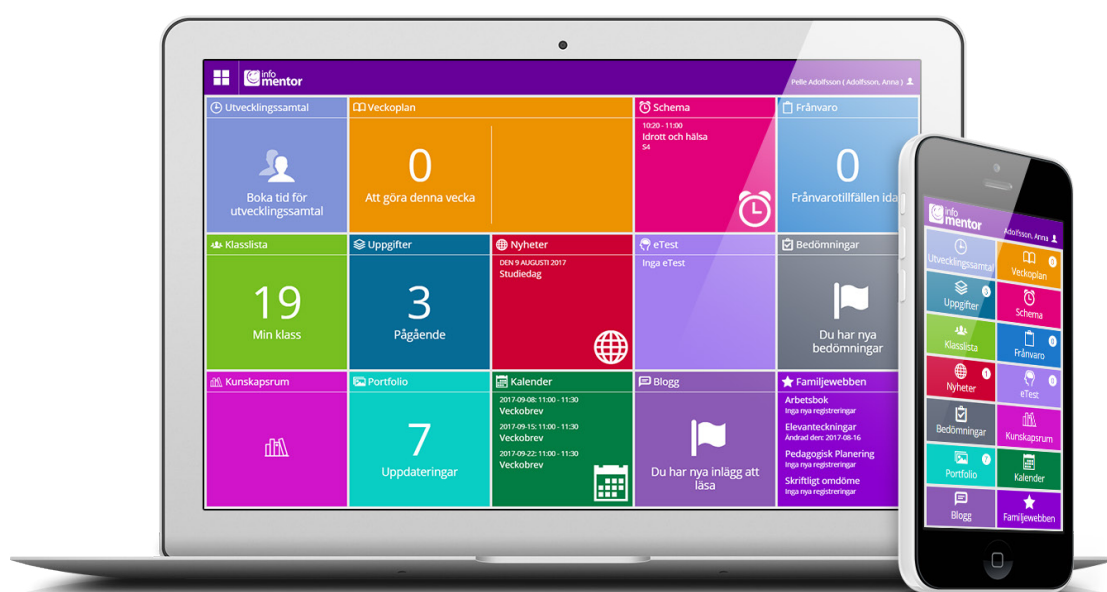 info
mentor
Pelle Adolfsson ( Adolfsson, Anna )
Utvecklingssamtal
Boka tid för
utvecklingssamtal
Veckoplan
0
Att göra denna vecka
Schema
10:20 - 11:00
Idrott och hälsa
S4
Frånvaro
0
Frånvarotillfällen ida
Klasslista
19
Min klass
Uppgifter
3
Pågående
Nyheter
DEN 9 AUGUSTI 2017
Studiedag
eTest
Inga eTest
Bedömningar
Du har nya
bedömningar
Kunskapsrum
Portfolio
7
Uppdateringar
Kalender
2017-09-08: 11:00 - 11:30
Veckobrev
2017-09-15: 11:00 - 11:30
Veckobrev
2017-09-22: 11:00 - 11:30
Veckobrev
Blogg
Du har nya inlägg att
läsa
Familjewebben
Arbetsbok
Inga nya registreringar
Elevanteckningar
Ändrad den: 2017-08-16
Pedagogisk Planering
Inga nya registreringar
Skriftligt omdöme
Inga nya registreringar
info
mentor
Adolfsson, Anna
Utvecklingssamtal
Veckoplan
0
Uppgifter
3
Schema
Klasslista
Frånvaro
0
Nyheter
1
eTest
0
Bedömningar
Kunskapsrum
Portfolio
7
Kalender
Blogg
Familjewebben